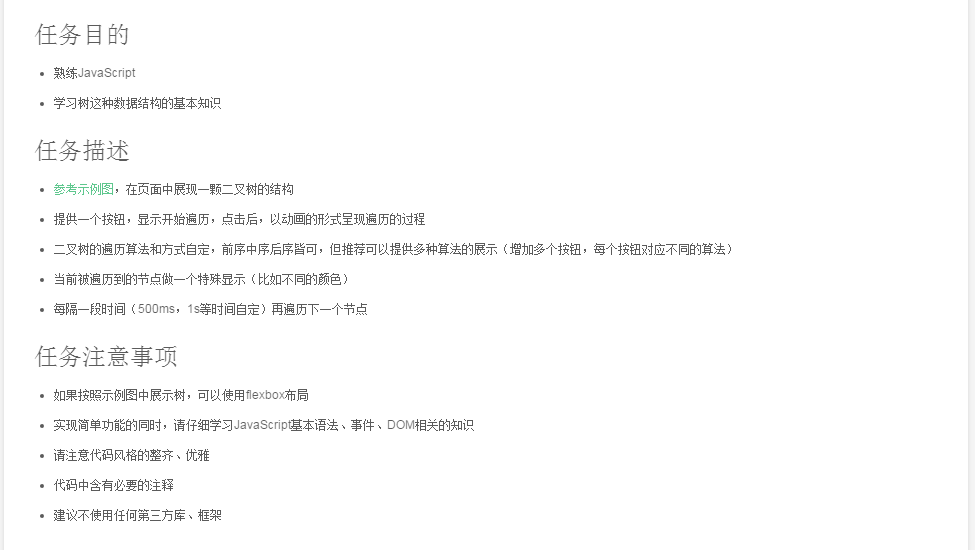 任务目的
熟练JavaScript
学习树这种数据结构的基本知识
任务描述
参考示例图，在页面中展现一颗二叉树的结构
提供一个按钮，显示开始遍历，点击后，以动画的形式呈现遍历的过程
二叉树的遍历算法和方式自定，前序中序后序皆可，但推荐可以提供多种算法的展示（增加多个按钮，每个按钮对应不同的算法）
当前被遍历到的节点做一个特殊显示（比如不同的颜色）
每隔一段时间（500ms，1s等时间自定）再遍历下一个节点
任务注意事项
如果按照示例图中展示树，可以使用flexbox布局
实现简单功能的同时，请仔细学习JavaScript基本语法、事件、DOM相关的知识
请注意代码风格的整齐、优雅
代码中含有必要的注释
建议不使用任何第三方库、框架